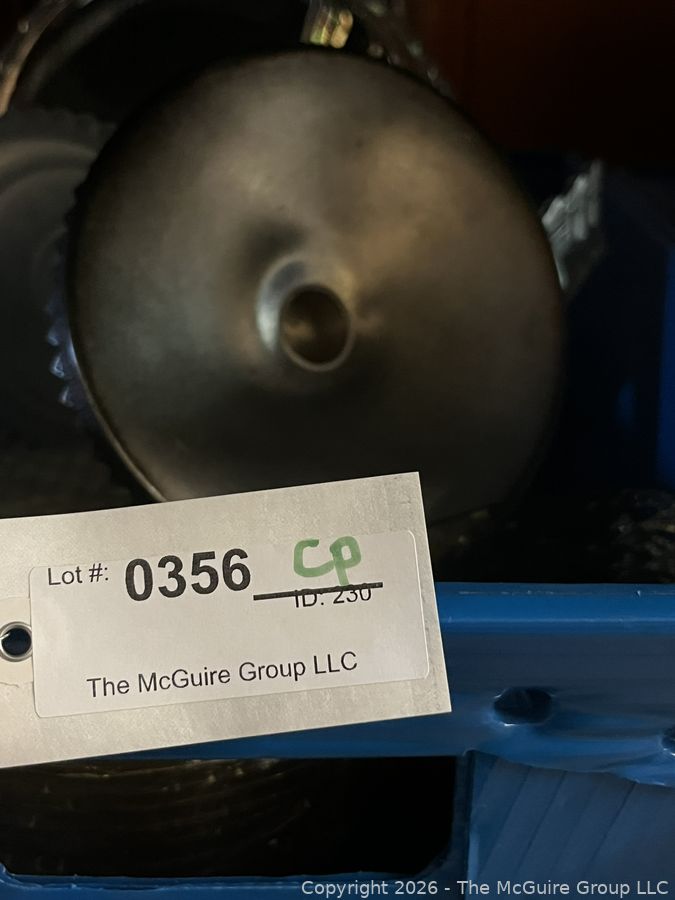 Lot #: 0356 CP
ID: 230
The McGuire Group LLC
Copyright 2026 - The McGuire Group LLC